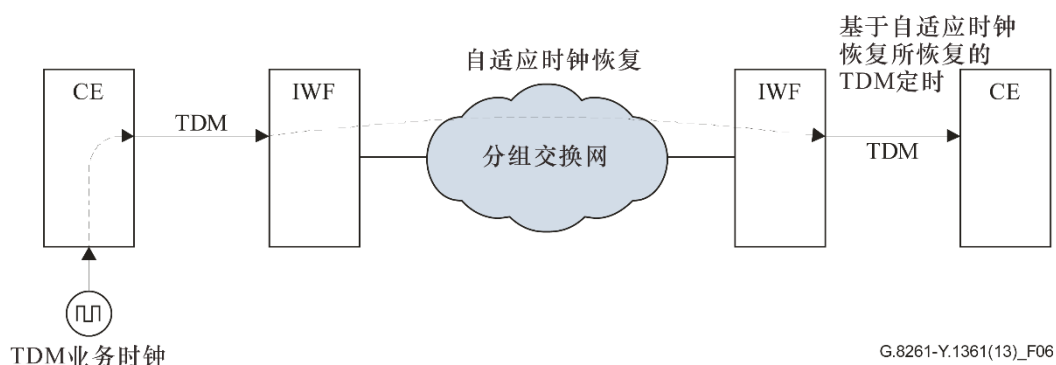 基于自适应时钟
恢复所恢复的
TDM定时
自适应时钟恢复
CE
IWF
IWF
CE
TDM
TDM
分组交换网
TDM业务时钟
G.8261-Y.1361(13)_F06